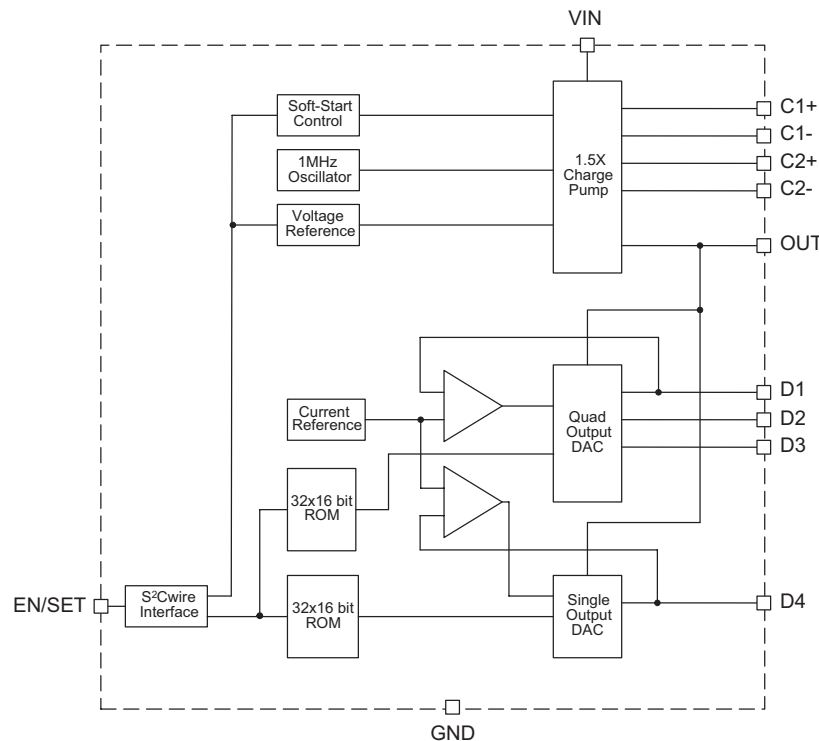 VIN
Soft-Start
Control
C1+
C1-
1MHz
Oscillator
1.5X
Charge
Pump
C2+
C2-
Voltage
Reference
OUT
D1
Current
Reference
Quad
Output
DAC
D2
D3
32x16 bit
ROM
EN/SET
S²Cwire
Interface
32x16 bit
ROM
Single
Output
DAC
D4
GND